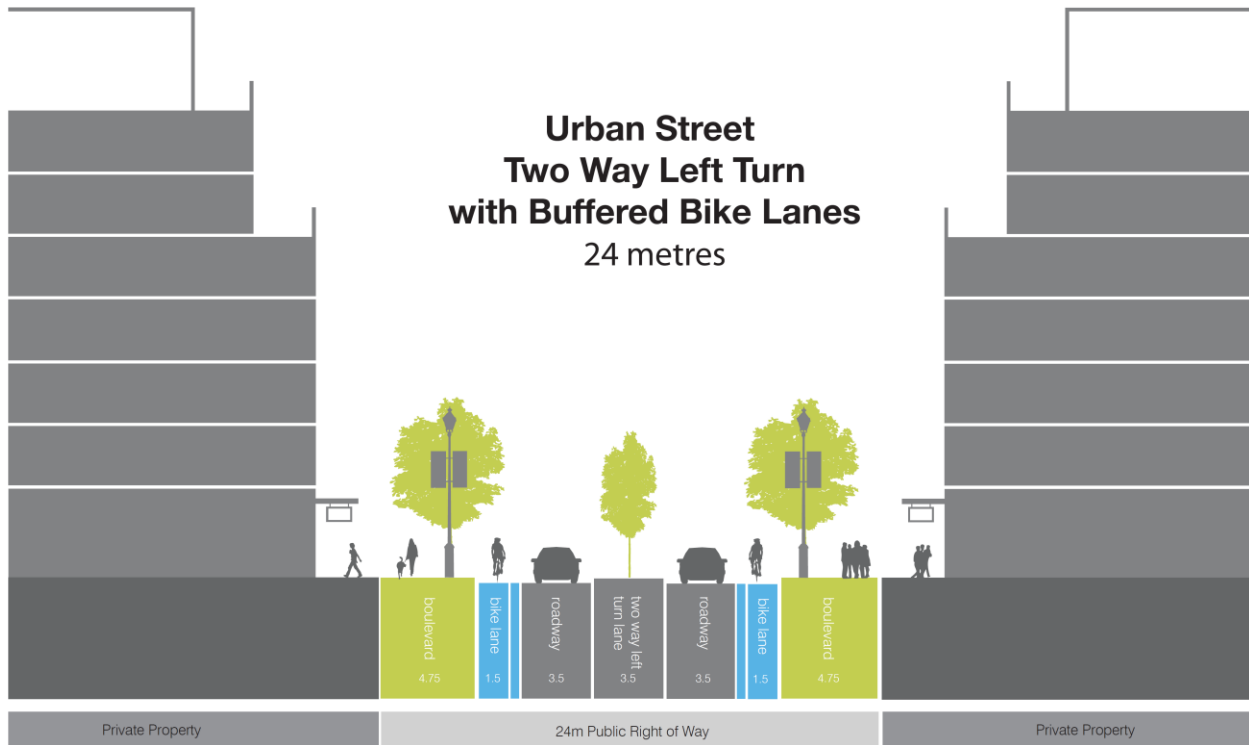 Urban Street
Two Way Left Turn
with Buffered Bike Lanes
24 metres
boulevard
4.75
bike lane
1.5
roadway
3.5
two way left
turn lane
3.5
roadway
3.5
bike lane
1.5
boulevard
4.75
Private Property
24m Public Right of Way
Private Property